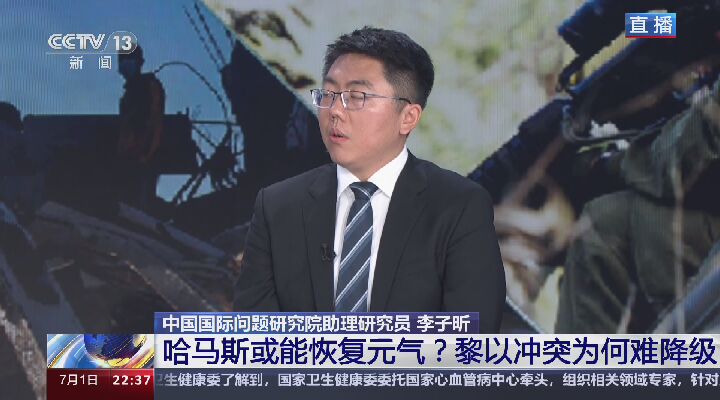 CCTV 13
新闻
直播
中国国际问题研究院助理研究员 李子昕
哈马斯或能恢复元气？黎以冲突为何难降级
7月1日 22:37 卫生健康委了解到，国家卫生健康委委托国家心血管病中心牵头，组织相关领域专家，针对